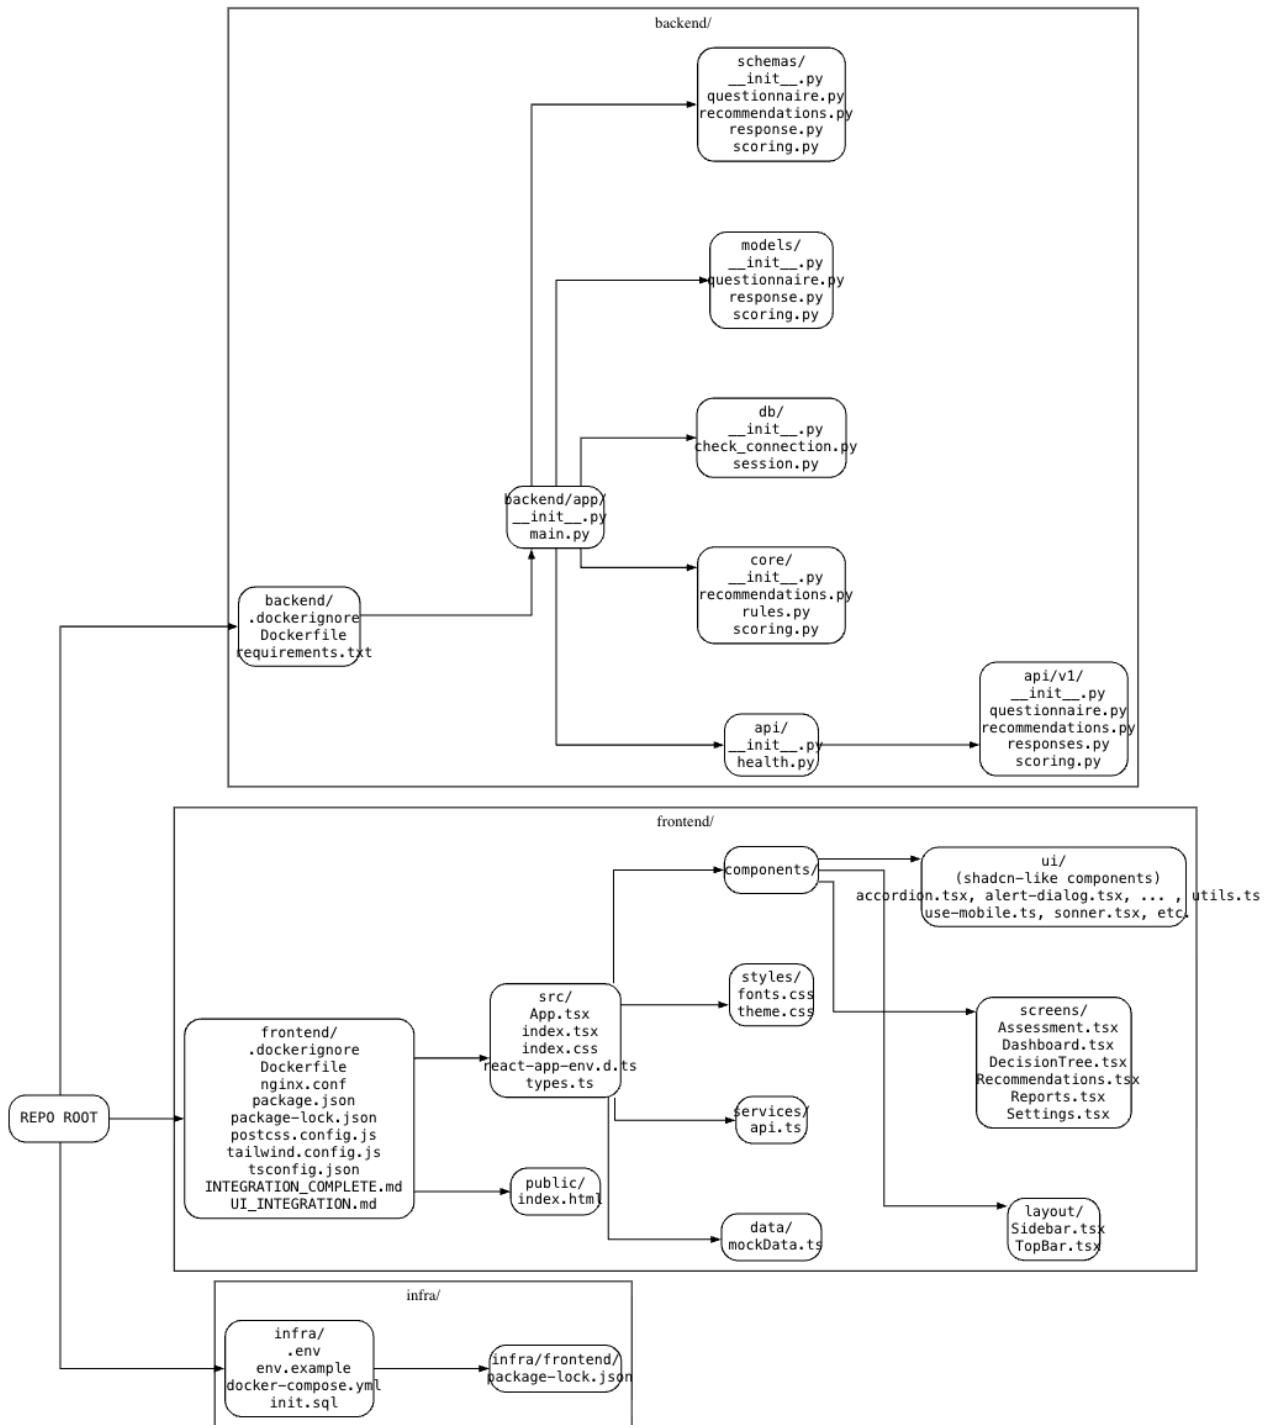 backend/
schemas/
__init__.py
questionnaire.py
recommendations.py
response.py
scoring.py
models/
__init__.py
questionnaire.py
response.py
scoring.py
db/
__init__.py
check_connection.py
session.py
backend/app/
__init__.py
main.py
core/
__init__.py
recommendations.py
rules.py
scoring.py
backend/
.dockerignore
Dockerfile
requirements.txt
api/
__init__.py
health.py
api/v1/
__init__.py
questionnaire.py
recommendations.py
responses.py
scoring.py
frontend/
components/
ui/
(shadcn-like components)
accordion.tsx, alert-dialog.tsx, ... , utils.ts
use-mobile.ts, sonner.tsx, etc.
styles/
fonts.css
theme.css
src/
App.tsx
index.tsx
index.css
react-app-env.d.ts
types.ts
screens/
Assessment.tsx
Dashboard.tsx
DecisionTree.tsx
Recommendations.tsx
Reports.tsx
Settings.tsx
frontend/
.dockerignore
Dockerfile
nginx.conf
package.json
package-lock.json
postcss.config.js
tailwind.config.js
tsconfig.json
INTEGRATION_COMPLETE.md
UI_INTEGRATION.md
REPO ROOT
services/
api.ts
public/
index.html
data/
mockData.ts
layout/
Sidebar.tsx
TopBar.tsx
infra/
infra/
.env
env.example
docker-compose.yml
init.sql
infra/frontend/
package-lock.json